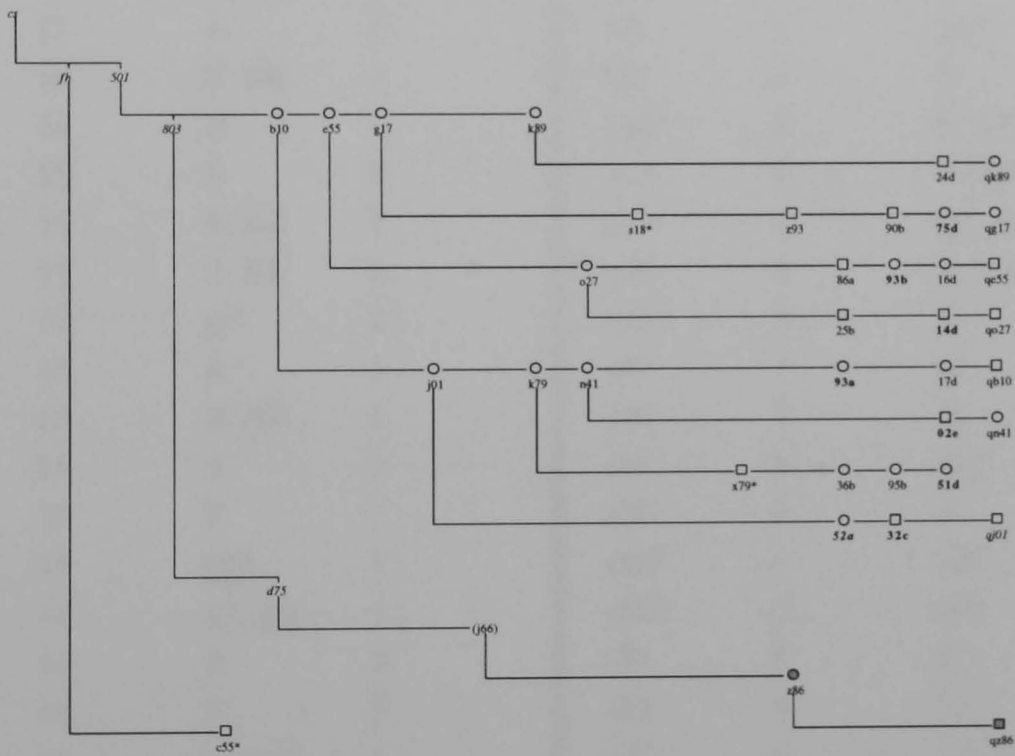 cs
fh 501
803 b10 e55 g17 k89
24d qk89
s18* z93 90b 75d qg17
o27 86a 93b 16d qe55
25b 14d qo27
j01 k79 n41 93a 17d qb10
02e qn41
x79* 36b 95b 51d
52a 32c qj01
d75
(j66)
z86
c55* qz86